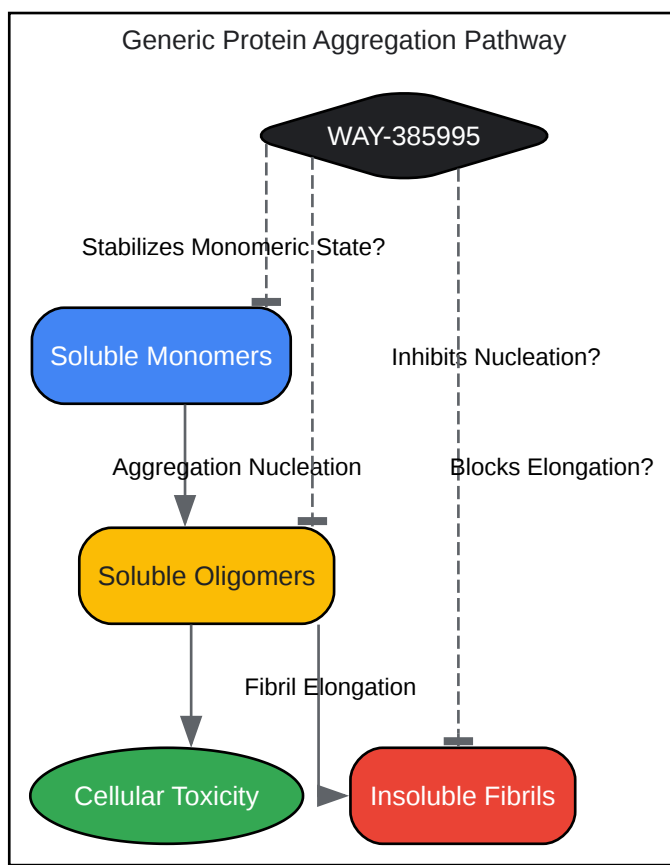 Generic Protein Aggregation Pathway
WAY-385995
Stabilizes Monomeric State?
Soluble Monomers
Inhibits Nucleation?
Aggregation Nucleation
Blocks Elongation?
Soluble Oligomers
Fibril Elongation
Cellular Toxicity
Insoluble Fibrils